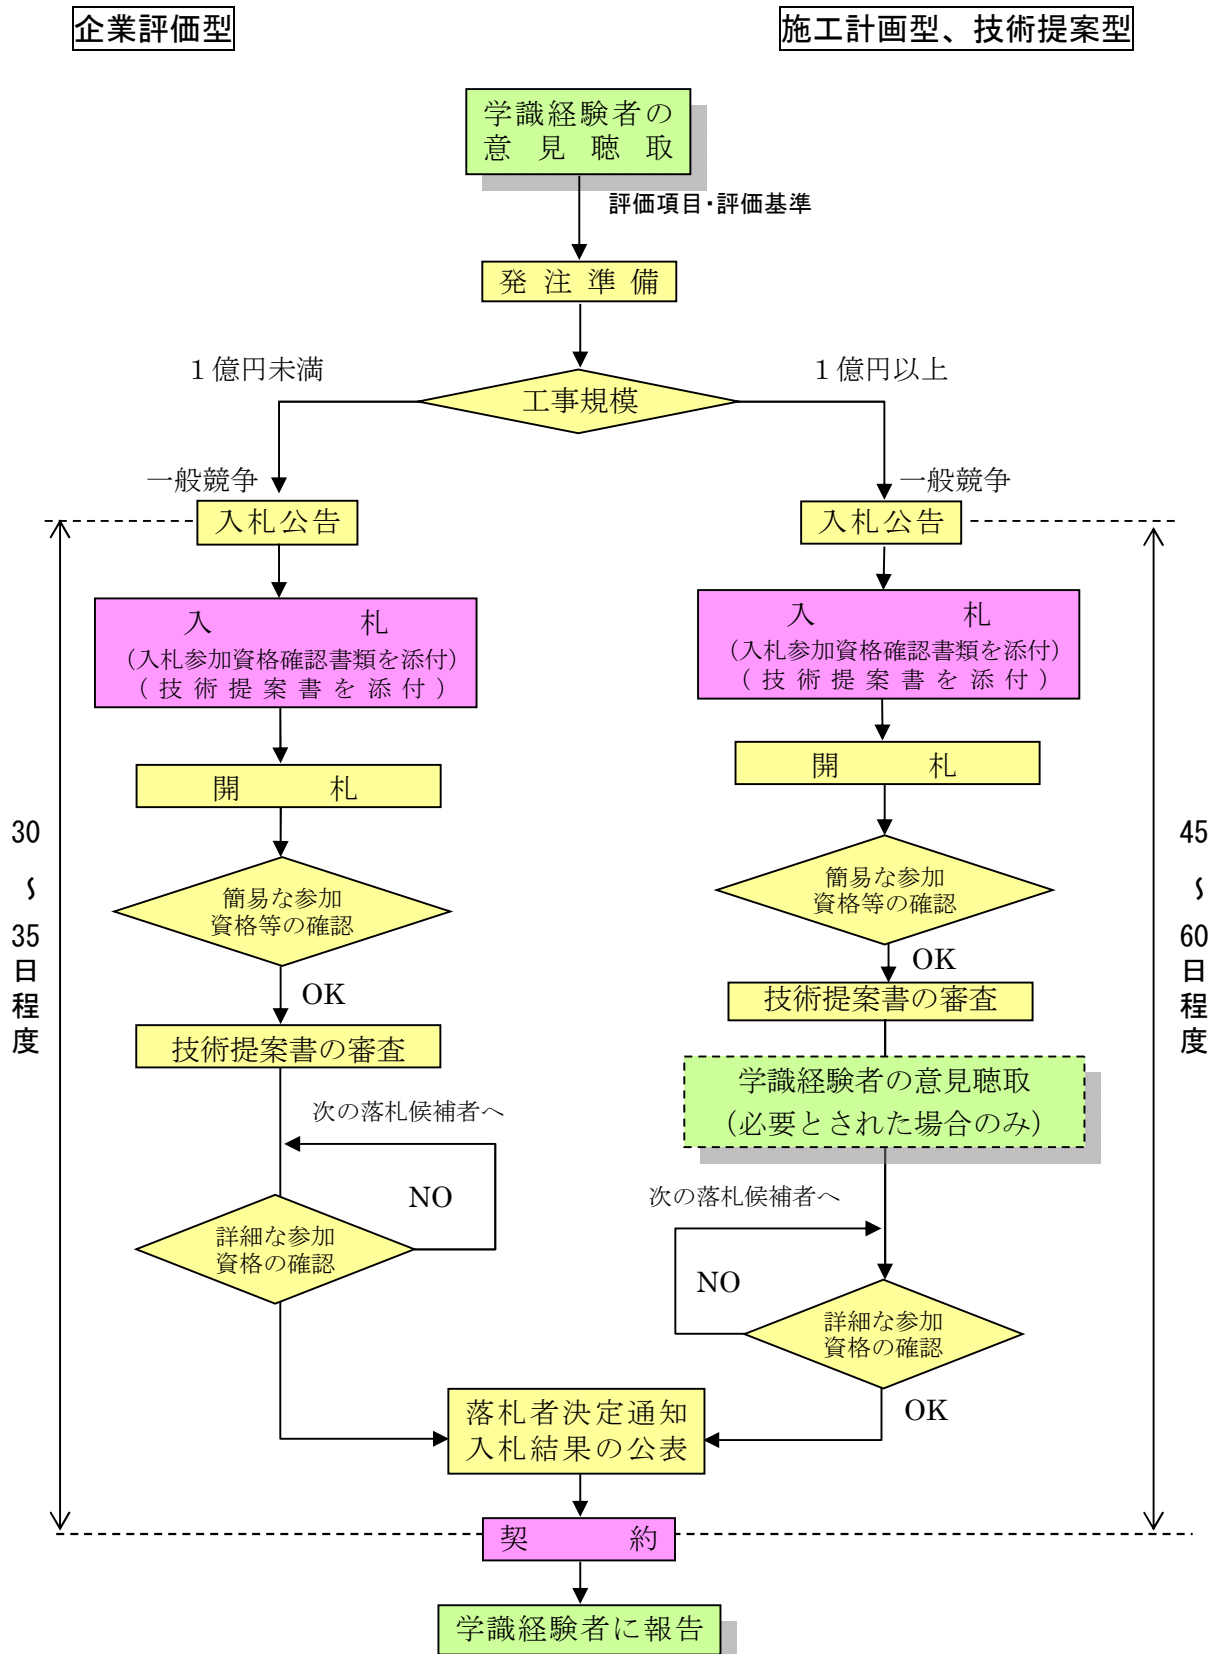 企業評価型
施工計画型、技術提案型
学識経験者の
意見聴取
評価項目・評価基準
発注準備
１億円未満
１億円以上
工事規模
一般競争
入札公告
入札
（入札参加資格確認書類を添付）
（技術提案書を添付）
開札
簡易な参加
資格等の確認
OK
技術提案書の審査
次の落札候補者へ
NO
詳細な参加
資格の確認
30
～
35
日
程
度
一般競争
入札公告
入札
（入札参加資格確認書類を添付）
（技術提案書を添付）
開札
簡易な参加
資格等の確認
OK
技術提案書の審査
学識経験者の意見聴取
（必要とされた場合のみ）
次の落札候補者へ
NO
詳細な参加
資格の確認
OK
45
～
60
日
程
度
落札者決定通知
入札結果の公表
契約
学識経験者に報告